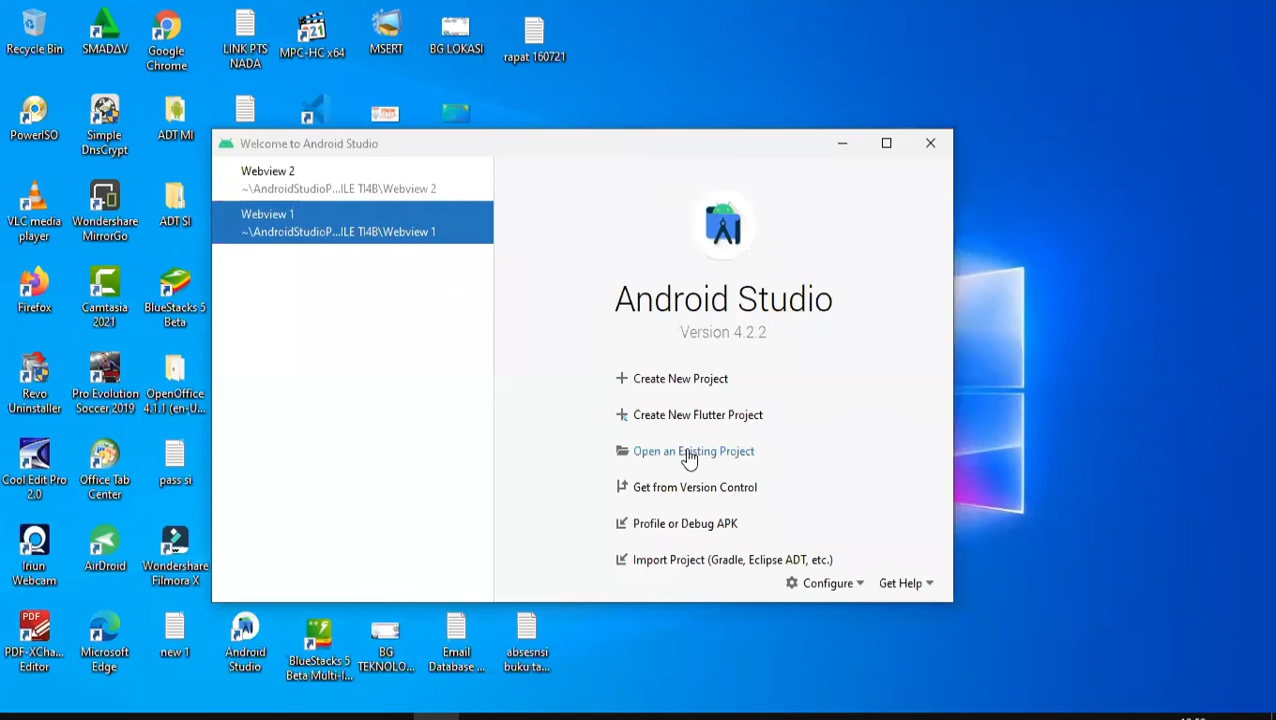 Recycle Bin
SMADΔV
Google
Chrome
LINK PTS
NADA
MPC-HC x64
MSERT
BG LOKASI
rapat 160721
PowerISO
Simple
DnsCrypt
ADT MI
Welcome to Android Studio
Webview 2
~\AndroidStudioP...ILE TI4B\Webview 2
Webview 1
~\AndroidStudioP...ILE TI4B\Webview 1
VLC media
player
Wondershare
MirrorGo
ADT SI
Firefox
Camtasia
2021
BlueStacks 5
Beta
Android Studio
Version 4.2.2
Revo
Uninstaller
Pro Evolution
Soccer 2019
OpenOffice
4.1.1 (en-U...
Create New Project
Create New Flutter Project
Open an Existing Project
Get from Version Control
Profile or Debug APK
Import Project (Gradle, Eclipse ADT, etc.)
Configure
Get Help
Cool Edit Pro
2.0
Office Tab
Center
pass si
Iriun
Webcam
AirDroid
Wondershare
Filmora X
PDF
PDF-XCha...
Editor
Microsoft
Edge
new 1
Android
Studio
BlueStacks 5
Beta Multi-I...
BG
TEKNOLO...
Email
Database ...
absesnsi
buku ta...